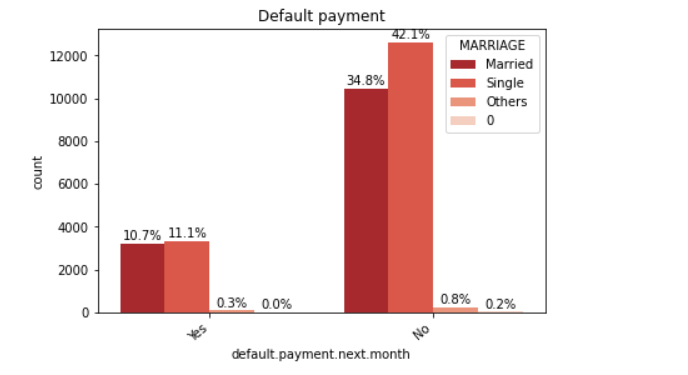 Default payment
MARRIAGE
Married
Single
Others
0
12000
10000
8000
6000
4000
2000
0
count
10.7%
11.1%
0.3%
0.0%
34.8%
42.1%
0.8%
0.2%
Yes
No
default.payment.next.month